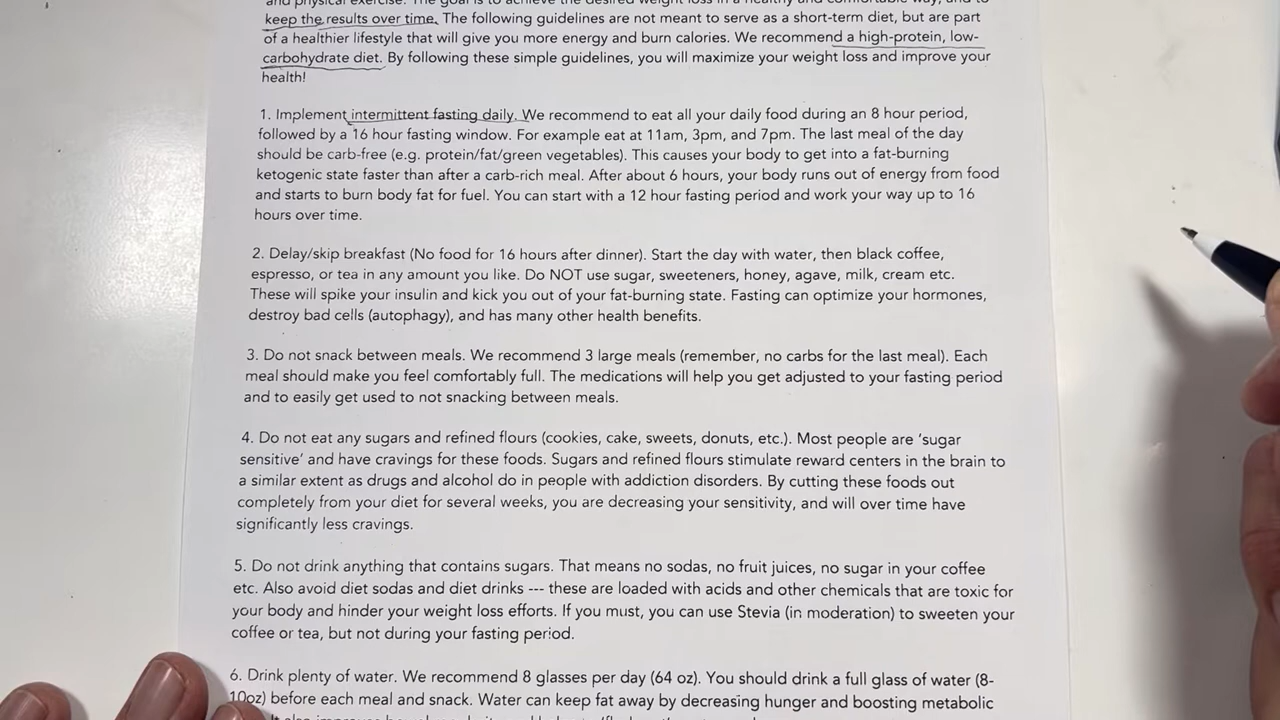 and physical exercise. The goal is to achieve the desired weight loss in a healthy and comfortable way, and to
keep the results over time. The following guidelines are not meant to serve as a short-term diet, but are part
of a healthier lifestyle that will give you more energy and burn calories. We recommend a high-protein, low-
carbohydrate diet. By following these simple guidelines, you will maximize your weight loss and improve your
health!
1. Implement intermittent fasting daily. We recommend to eat all your daily food during an 8 hour period,
followed by a 16 hour fasting window. For example eat at 11am, 3pm, and 7pm. The last meal of the day
should be carb-free (e.g. protein/fat/green vegetables). This causes your body to get into a fat-burning
ketogenic state faster than after a carb-rich meal. After about 6 hours, your body runs out of energy from food
and starts to burn body fat for fuel. You can start with a 12 hour fasting period and work your way up to 16
hours over time.
2. Delay/skip breakfast (No food for 16 hours after dinner). Start the day with water, then black coffee,
espresso, or tea in any amount you like. Do NOT use sugar, sweeteners, honey, agave, milk, cream etc.
These will spike your insulin and kick you out of your fat-burning state. Fasting can optimize your hormones,
destroy bad cells (autophagy), and has many other health benefits.
3. Do not snack between meals. We recommend 3 large meals (remember, no carbs for the last meal). Each
meal should make you feel comfortably full. The medications will help you get adjusted to your fasting period
and to easily get used to not snacking between meals.
4. Do not eat any sugars and refined flours (cookies, cake, sweets, donuts, etc.). Most people are ‘sugar
sensitive’ and have cravings for these foods. Sugars and refined flours stimulate reward centers in the brain to
a similar extent as drugs and alcohol do in people with addiction disorders. By cutting these foods out
completely from your diet for several weeks, you are decreasing your sensitivity, and will over time have
significantly less cravings.
5. Do not drink anything that contains sugars. That means no sodas, no fruit juices, no sugar in your coffee
etc. Also avoid diet sodas and diet drinks --- these are loaded with acids and other chemicals that are toxic for
your body and hinder your weight loss efforts. If you must, you can use Stevia (in moderation) to sweeten your
coffee or tea, but not during your fasting period.
6. Drink plenty of water. We recommend 8 glasses per day (64 oz). You should drink a full glass of water (8-
10oz) before each meal and snack. Water can keep fat away by decreasing hunger and boosting metabolic